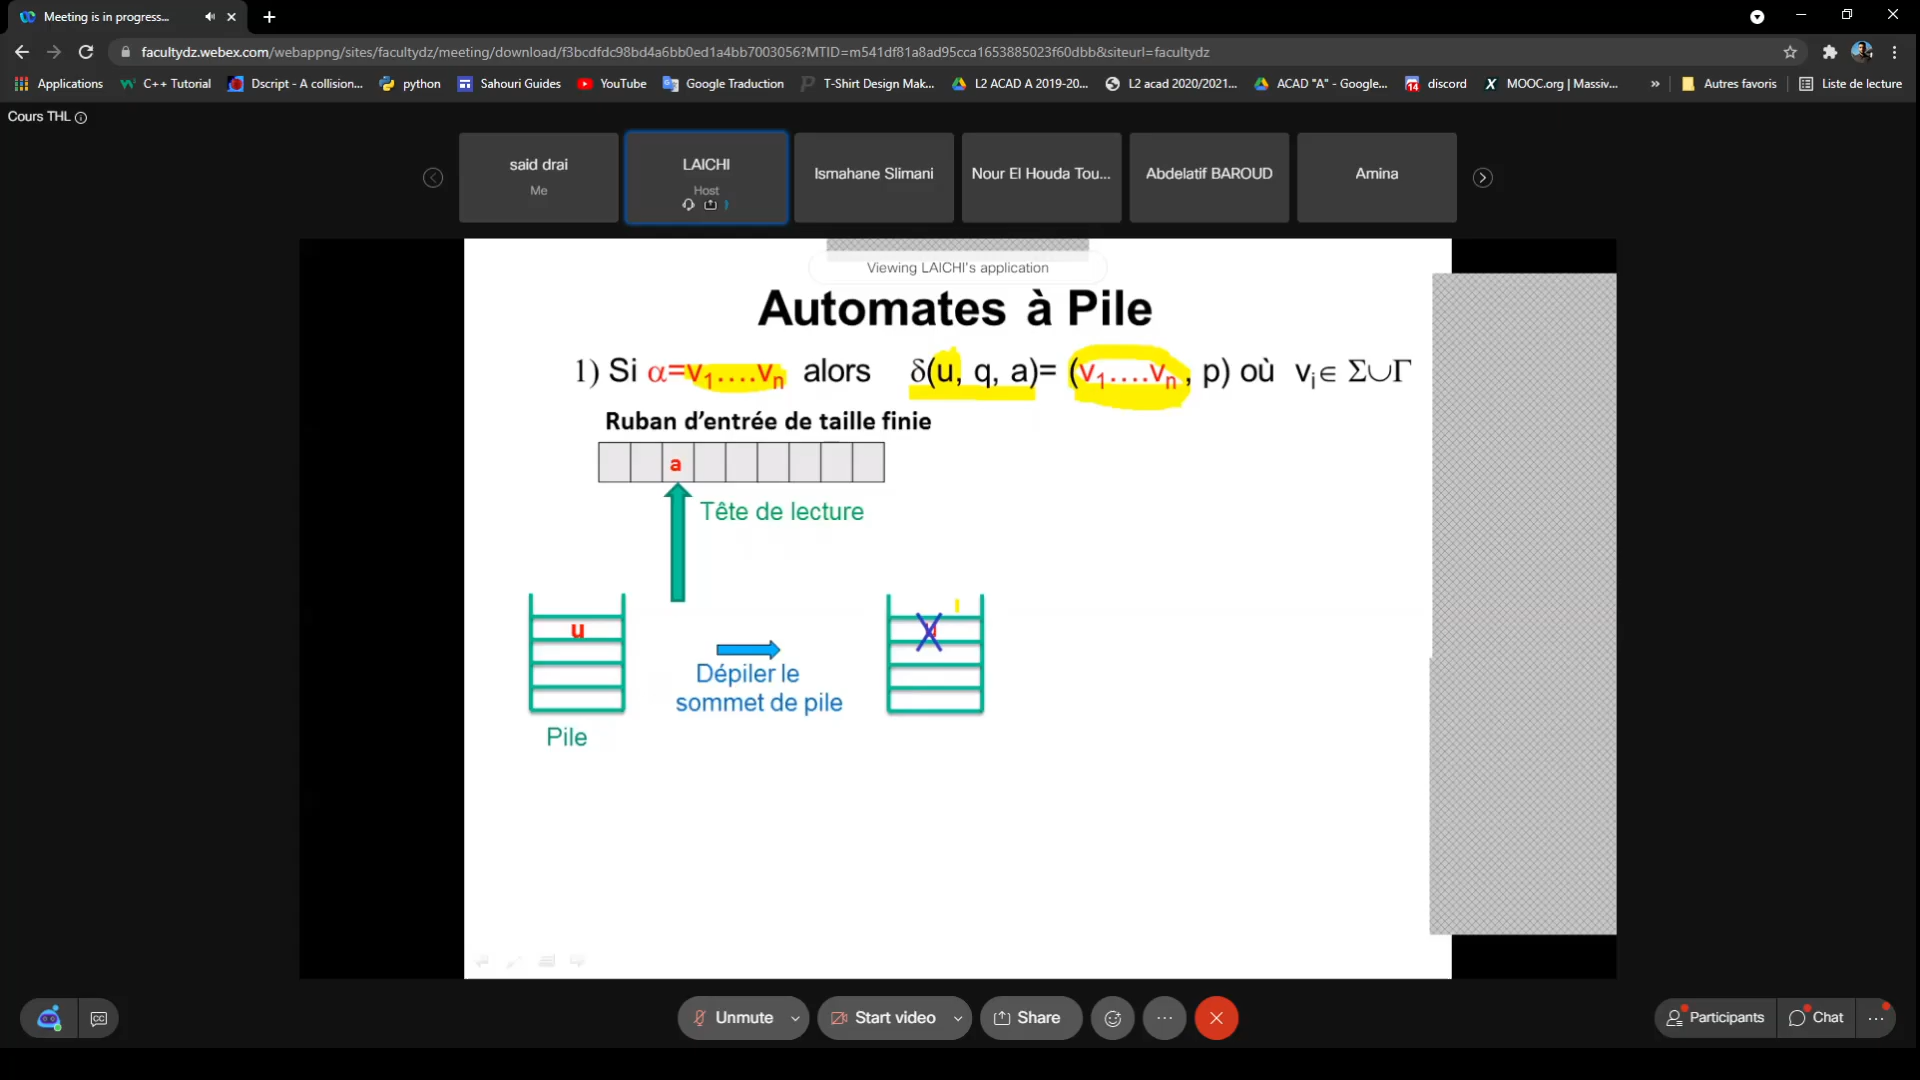 Meeting is in progress...
facultydz.webex.com/webappng/sites/facultydz/meeting/download/f3bcdfdc98bd4a6bb0ed1a4bb7003056?MTID=m541df81a8ad95cca1653885023f60dbb&siteurl=facultydz
Applications C++ Tutorial Dscript - A collision... python Sahouri Guides YouTube Google Traduction T-Shirt Design Mak... L2 ACAD A 2019-20... L2 acad 2020/2021... ACAD "A" - Google... 14 discord MOOC.org | Massiv... » Autres favoris Liste de lecture
Cours THL
said drai
Me
LAICHI
Host
Ismahane Slimani
Nour El Houda Tou...
Abdelatif BAROUD
Amina
Viewing LAICHI's application
Automates à Pile
1) Si α=v₁....vₙ alors δ(u, q, a)= (v₁....vₙ, p) où vᵢ∈ Σ∪Γ
Ruban d'entrée de taille finie
a
Tête de lecture
u
u
Dépiler le
sommet de pile
Pile
CC
Unmute
Start video
Share
Participants
Chat